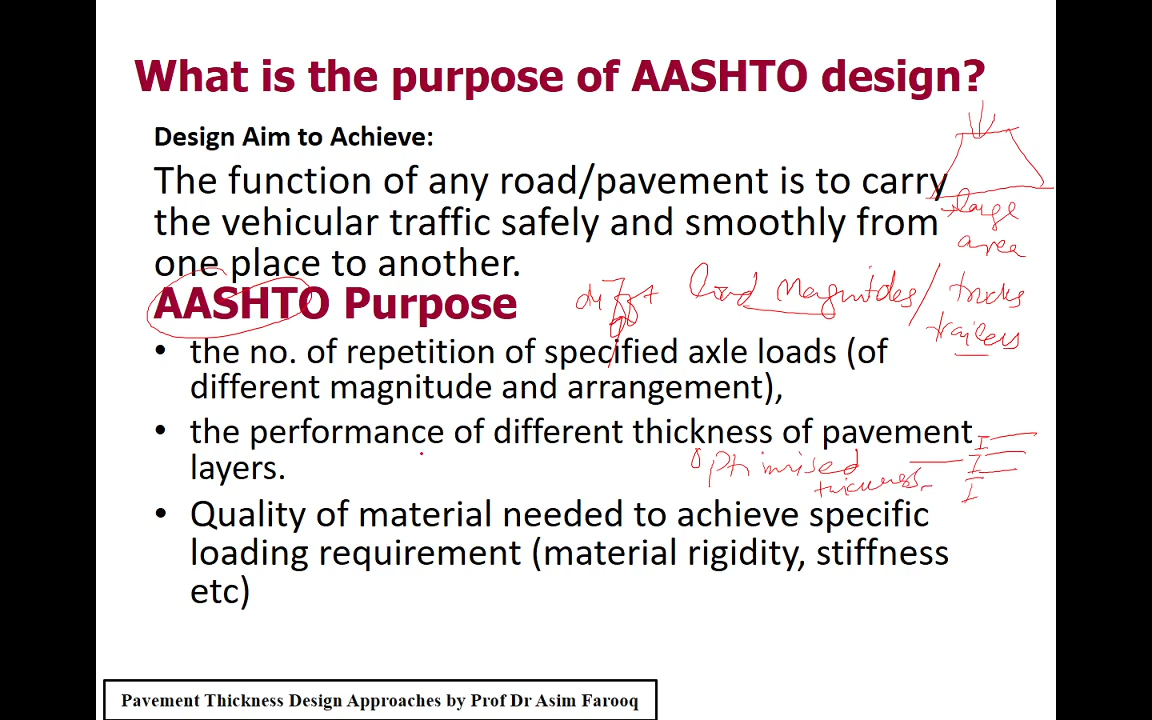 What is the purpose of AASHTO design?
Design Aim to Achieve:
The function of any road/pavement is to carry
the vehicular traffic safely and smoothly from
one place to another.
large
area
AASHTO Purpose
diff
Load Magnitudes/ trucks
trailers
• the no. of repetition of specified axle loads (of
different magnitude and arrangement),
• the performance of different thickness of pavement
layers.
Optimised
thickness
• Quality of material needed to achieve specific
loading requirement (material rigidity, stiffness
etc)
Pavement Thickness Design Approaches by Prof Dr Asim Farooq